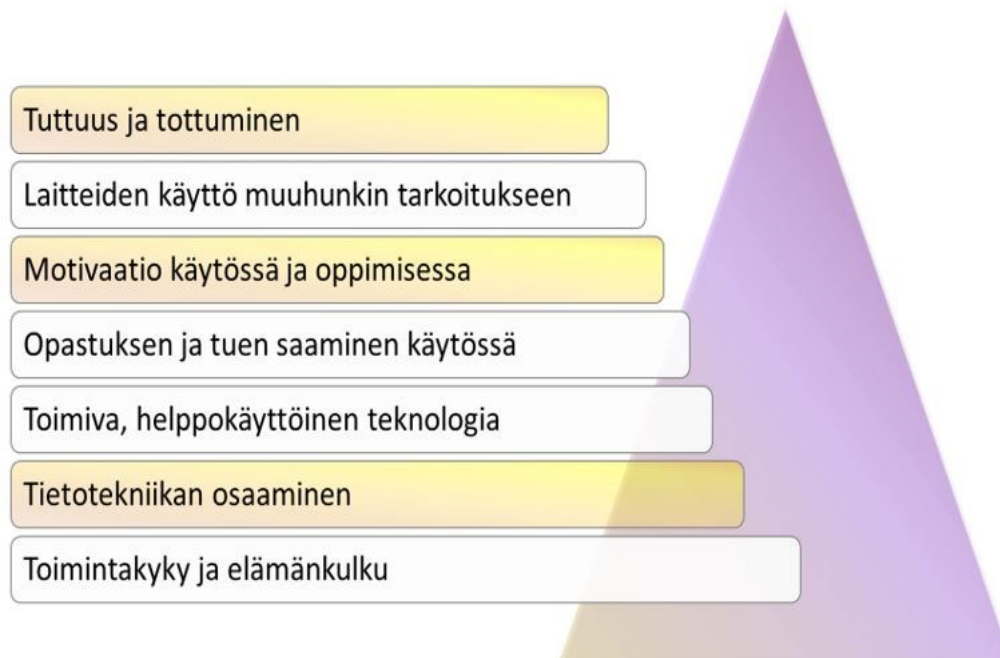 Tuttuus ja tottuminen
Laitteiden käyttö muuhunkin tarkoitukseen
Motivaatio käytössä ja oppimisessa
Opastuksen ja tuen saaminen käytössä
Toimiva, helppokäyttöinen teknologia
Tietotekniikan osaaminen
Toimintakyky ja elämänkulku